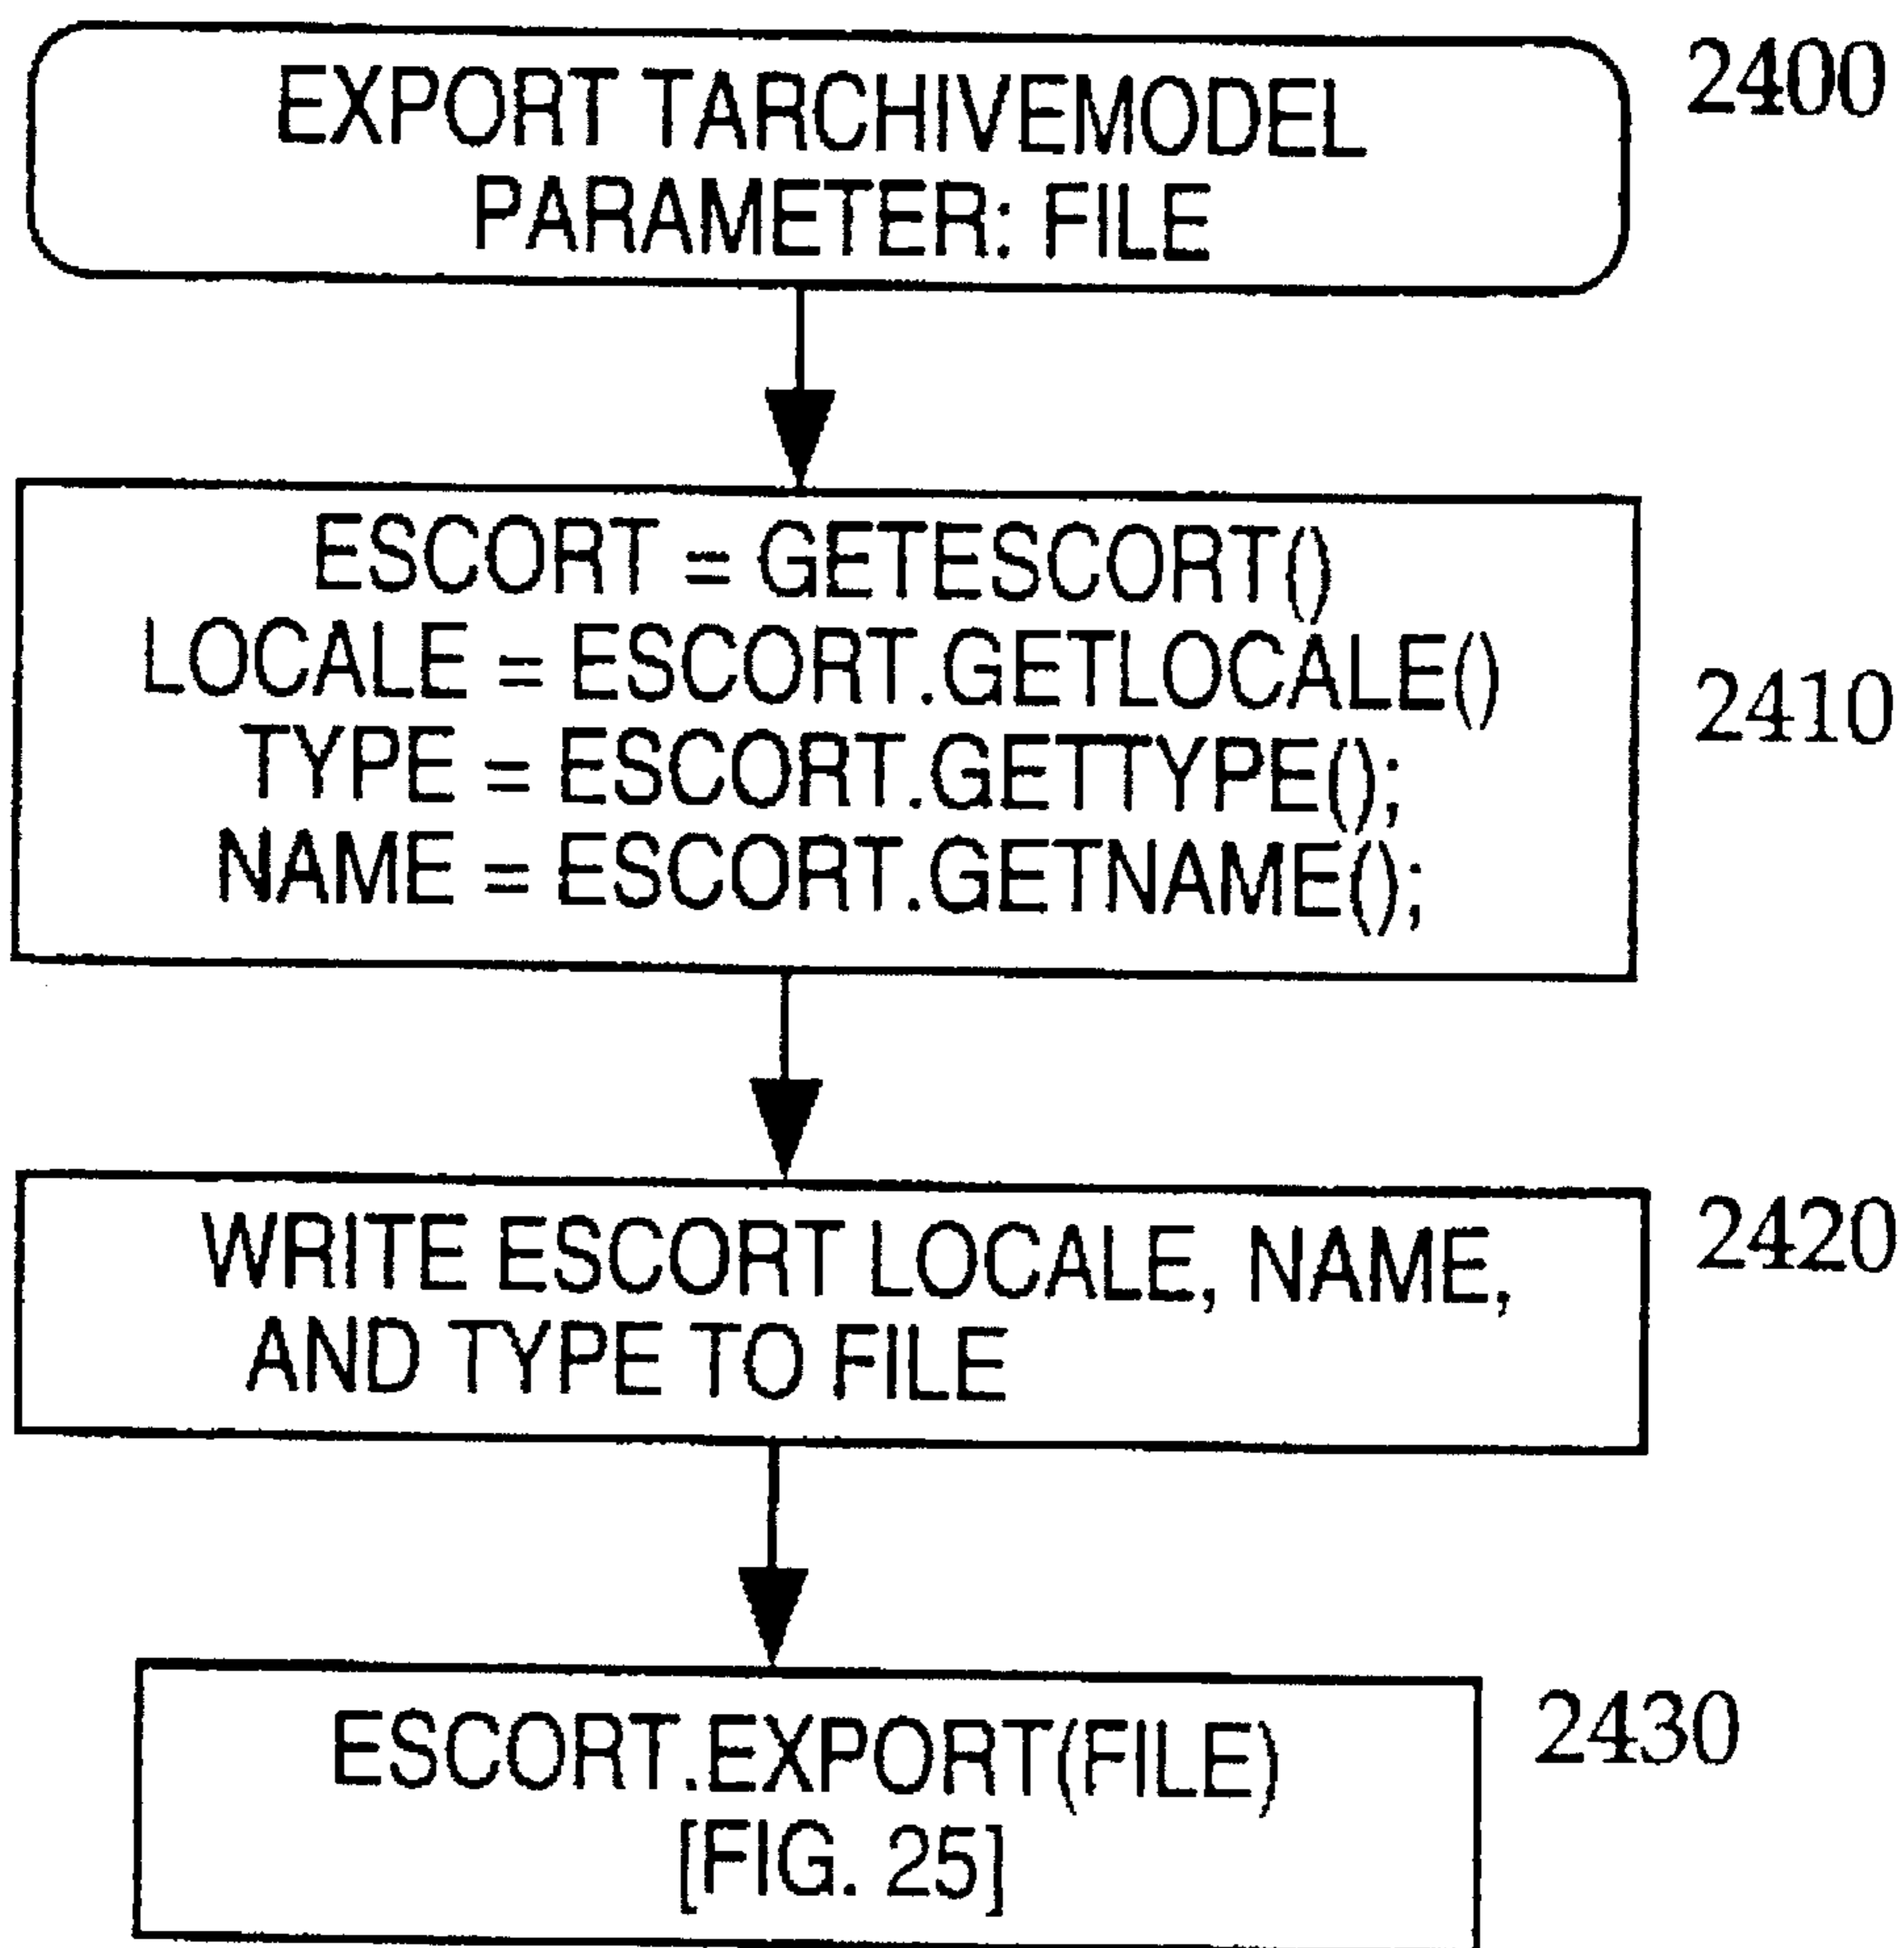 EXPORT TARCHIVEMODEL
PARAMETER: FILE
2400
ESCORT = GETESCORT()
LOCALE = ESCORT.GETLOCALE()
TYPE = ESCORT.GETTYPE();
NAME = ESCORT.GETNAME();
2410
WRITE ESCORT LOCALE, NAME,
AND TYPE TO FILE
2420
ESCORT.EXPORT(FILE)
[FIG. 25]
2430